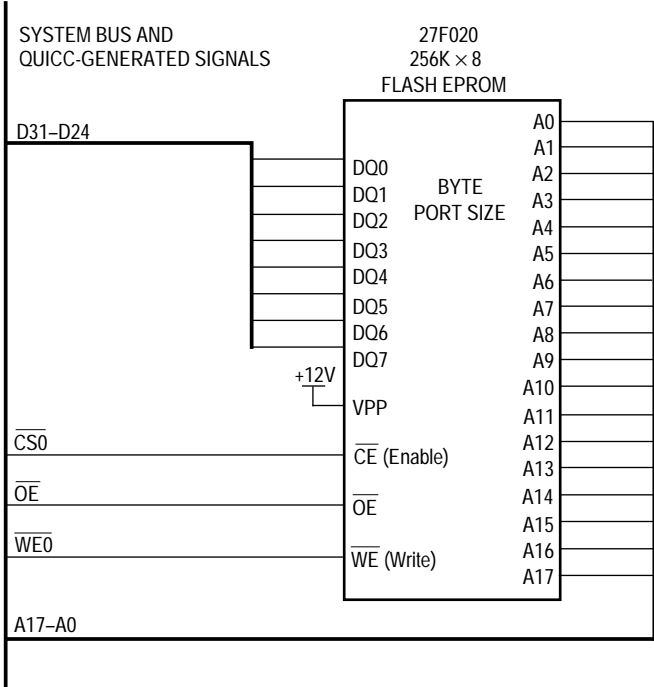 SYSTEM BUS AND
QUICC-GENERATED SIGNALS
27F020
256K × 8
FLASH EPROM
D31–D24
DQ0
DQ1
DQ2
DQ3
DQ4
DQ5
DQ6
DQ7
BYTE
PORT SIZE
+12V
VPP
CS0
CE (Enable)
OE
OE
WE0
WE (Write)
A0
A1
A2
A3
A4
A5
A6
A7
A8
A9
A10
A11
A12
A13
A14
A15
A16
A17
A17–A0